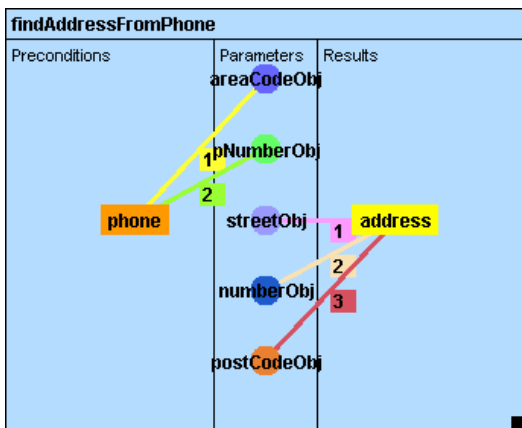 findAddressFromPhone
Preconditions
Parameters
Results
areaCodeObj
1
pNumberObj
2
phone
streetObj
1
address
2
numberObj
3
postCodeObj